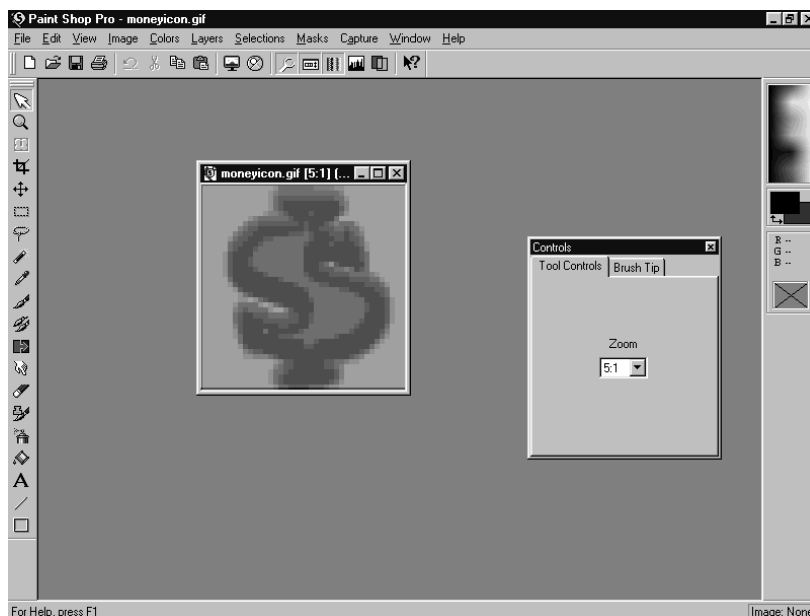 Paint Shop Pro - moneyicon.gif
File Edit View Image Colors Layers Selections Masks Capture Window Help
moneyicon.gif [5:1] (...
Controls
Tool Controls Brush Tip
Zoom
5:1
R --
G --
B --
A
For Help, press F1
Image: None